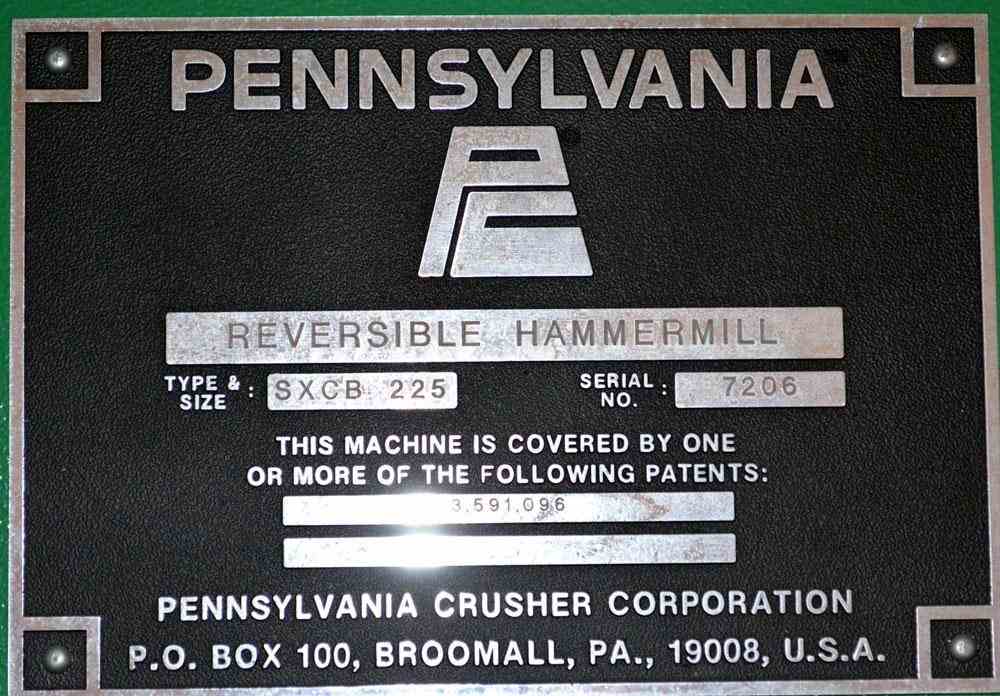 PENNSYLVANIA
PC
REVERSIBLE HAMMERMILL
TYPE & SIZE : SXCB 225 SERIAL NO. : 7206
THIS MACHINE IS COVERED BY ONE
OR MORE OF THE FOLLOWING PATENTS:
3,591,096
PENNSYLVANIA CRUSHER CORPORATION
P.O. BOX 100, BROOMALL, PA., 19008, U.S.A.